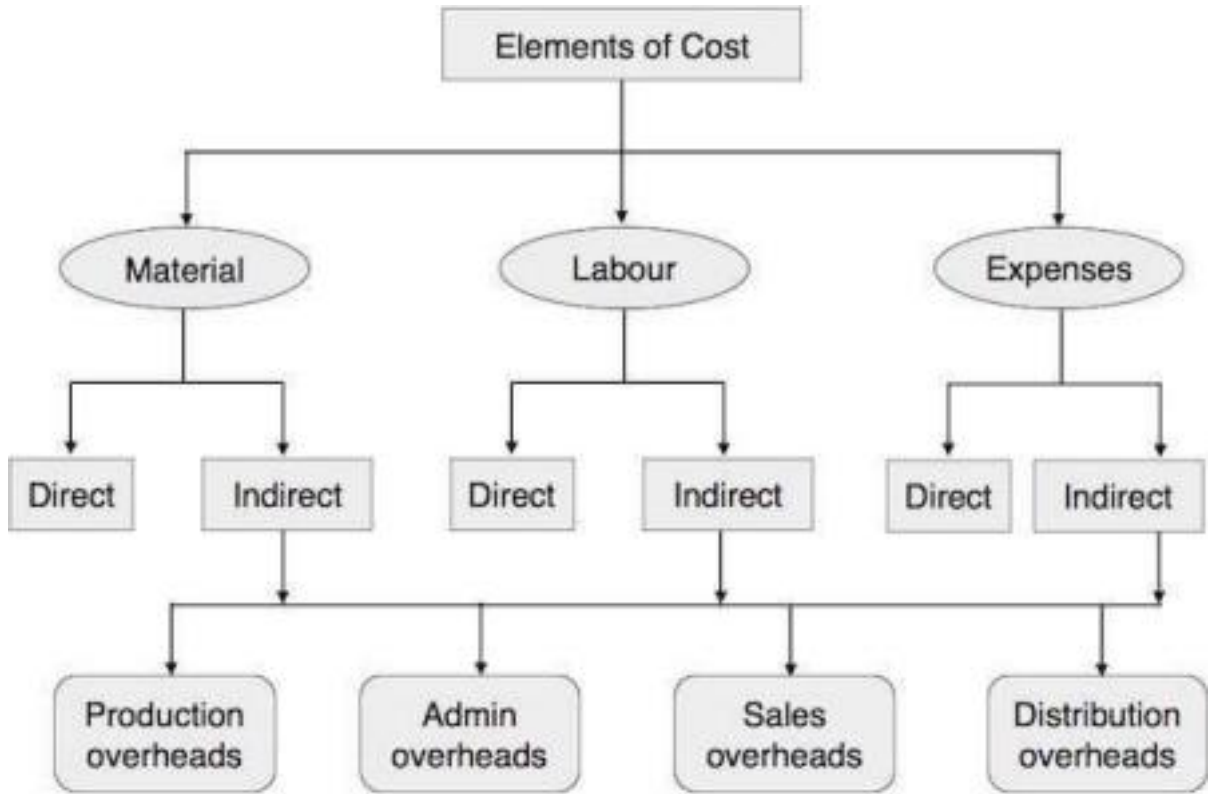 Elements of Cost
Material
Labour
Expenses
Direct
Indirect
Direct
Indirect
Direct
Indirect
Production
overheads
Admin
overheads
Sales
overheads
Distribution
overheads